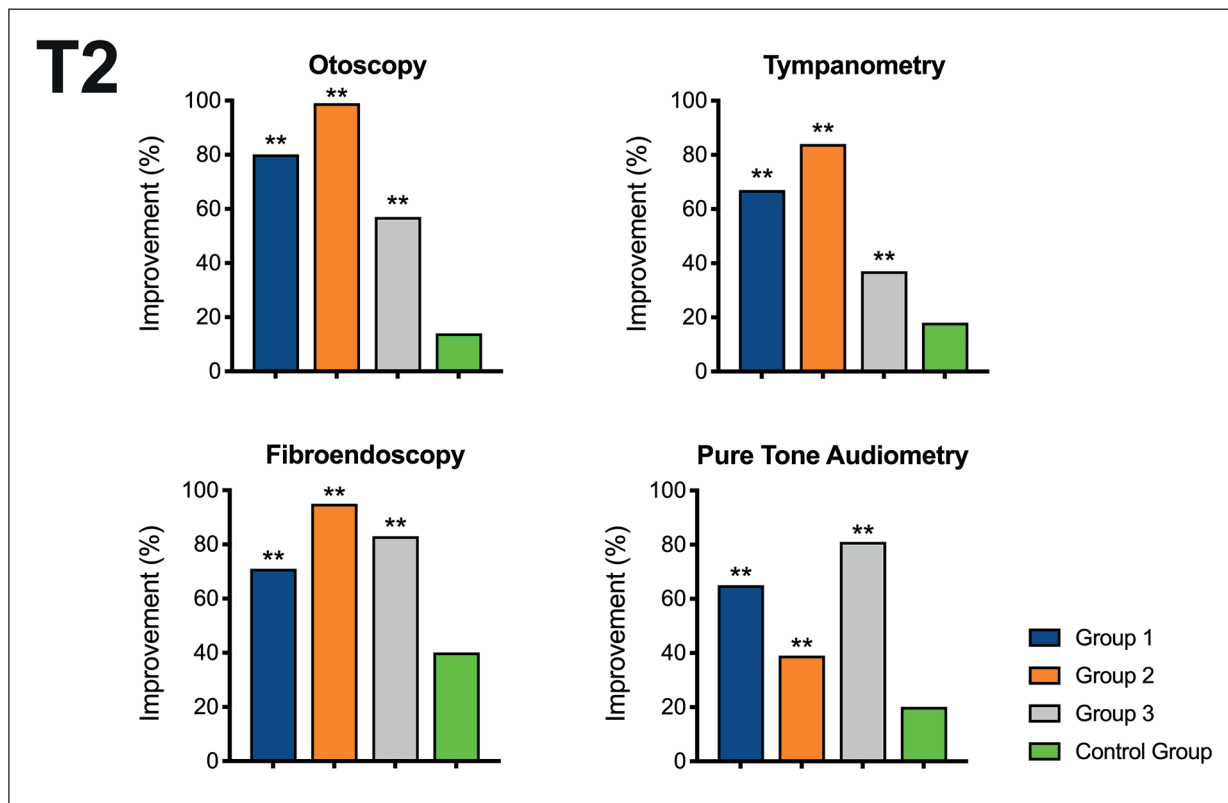 T2
Otoscopy
Improvement (%)
100
80
60
40
20
0
**
**
**
Tympanometry
Improvement (%)
100
80
60
40
20
0
**
**
**
Fibroendoscopy
Improvement (%)
100
80
60
40
20
0
**
**
**
Pure Tone Audiometry
Improvement (%)
100
80
60
40
20
0
**
**
**
Group 1
Group 2
Group 3
Control Group